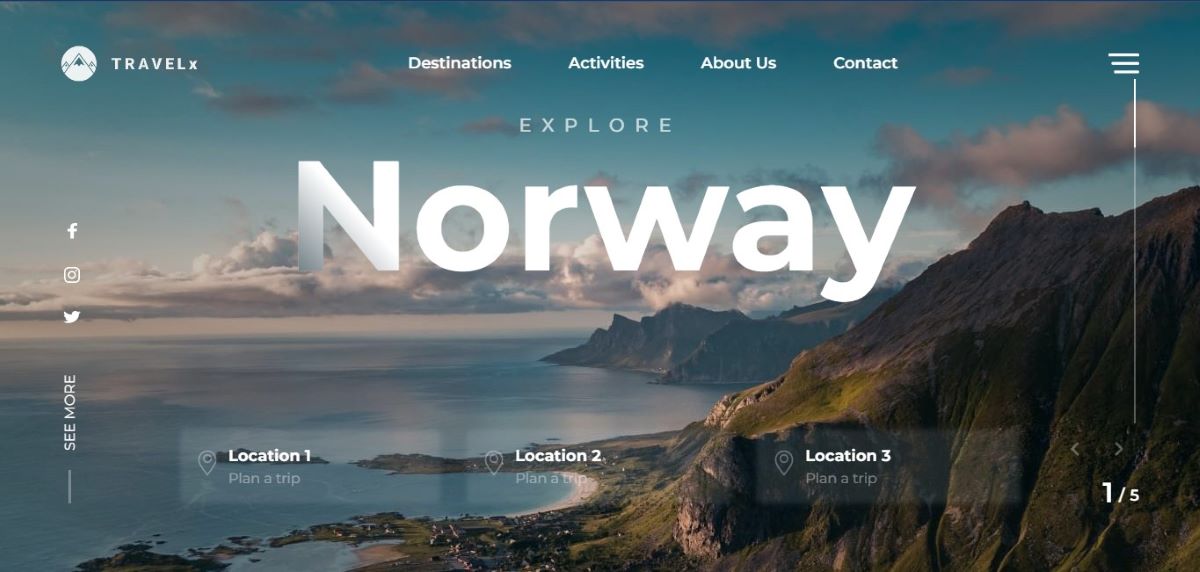 TRAVELx
Destinations
Activities
About Us
Contact
EXPLORE
Norway
SEE MORE
Location 1
Plan a trip
Location 2
Plan a trip
Location 3
Plan a trip
1 / 5